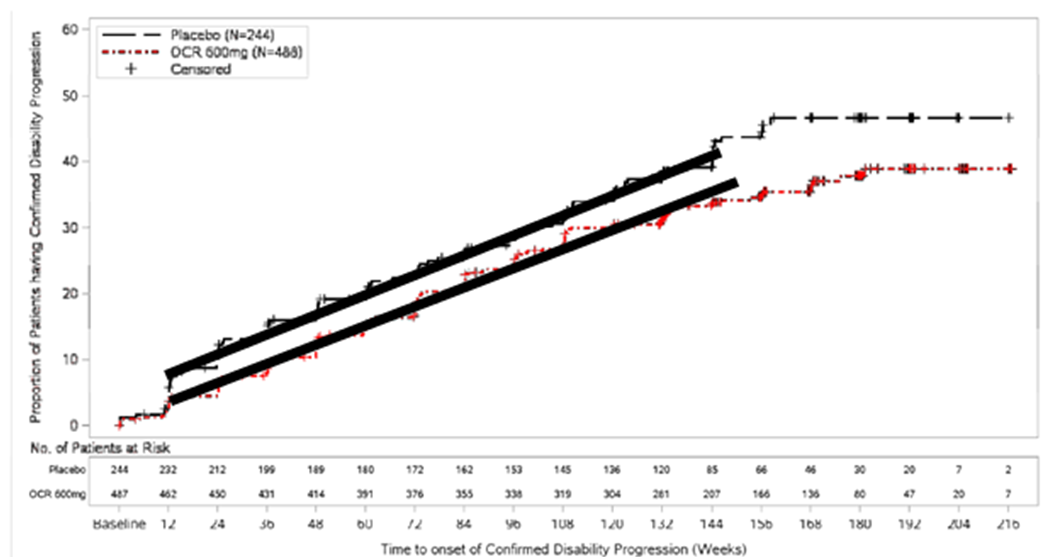 60
Placebo (N=244)
OCR 600mg (N=488)
Censored
50
40
30
20
10
0
Proportion of Patients having Confirmed Disability Progression
No. of Patients at Risk
Placebo 244 232 212 199 189 180 172 162 153 145 136 120 85 66 46 30 20 7 2
OCR 600mg 487 462 450 431 414 391 376 355 338 319 304 281 207 166 136 80 47 20 7
Baseline 12 24 36 48 60 72 84 96 108 120 132 144 156 168 180 192 204 216
Time to onset of Confirmed Disability Progression (Weeks)